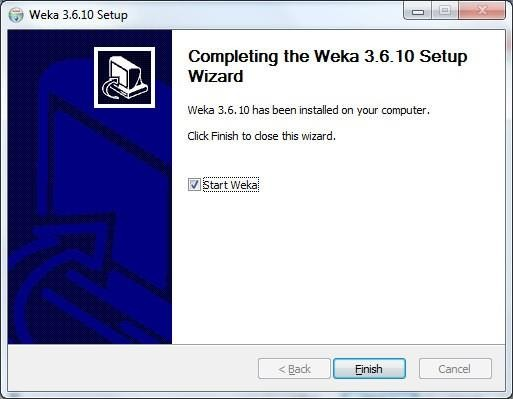 Weka 3.6.10 Setup
Completing the Weka 3.6.10 Setup
Wizard
Weka 3.6.10 has been installed on your computer.
Click Finish to close this wizard.
Start Weka
< Back Finish Cancel